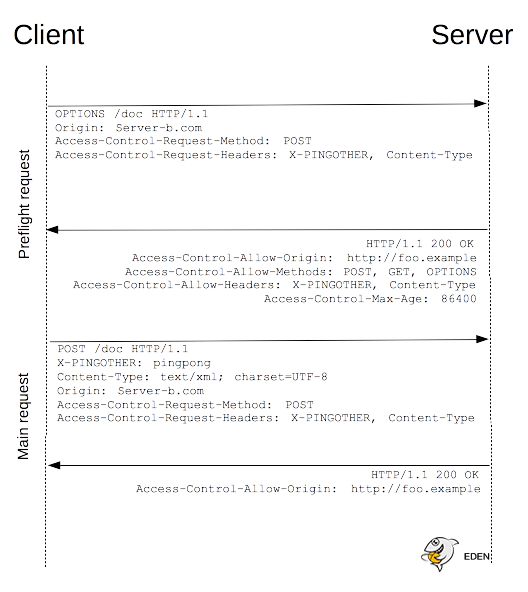 Client
Server
Preflight request
OPTIONS /doc HTTP/1.1
Origin: Server-b.com
Access-Control-Request-Method: POST
Access-Control-Request-Headers: X-PINGOTHER, Content-Type
HTTP/1.1 200 OK
Access-Control-Allow-Origin: http://foo.example
Access-Control-Allow-Methods: POST, GET, OPTIONS
Access-Control-Allow-Headers: X-PINGOTHER, Content-Type
Access-Control-Max-Age: 86400
Main request
POST /doc HTTP/1.1
X-PINGOTHER: pingpong
Content-Type: text/xml; charset=UTF-8
Origin: Server-b.com
Access-Control-Request-Method: POST
Access-Control-Request-Headers: X-PINGOTHER, Content-Type
HTTP/1.1 200 OK
Access-Control-Allow-Origin: http://foo.example
EDEN